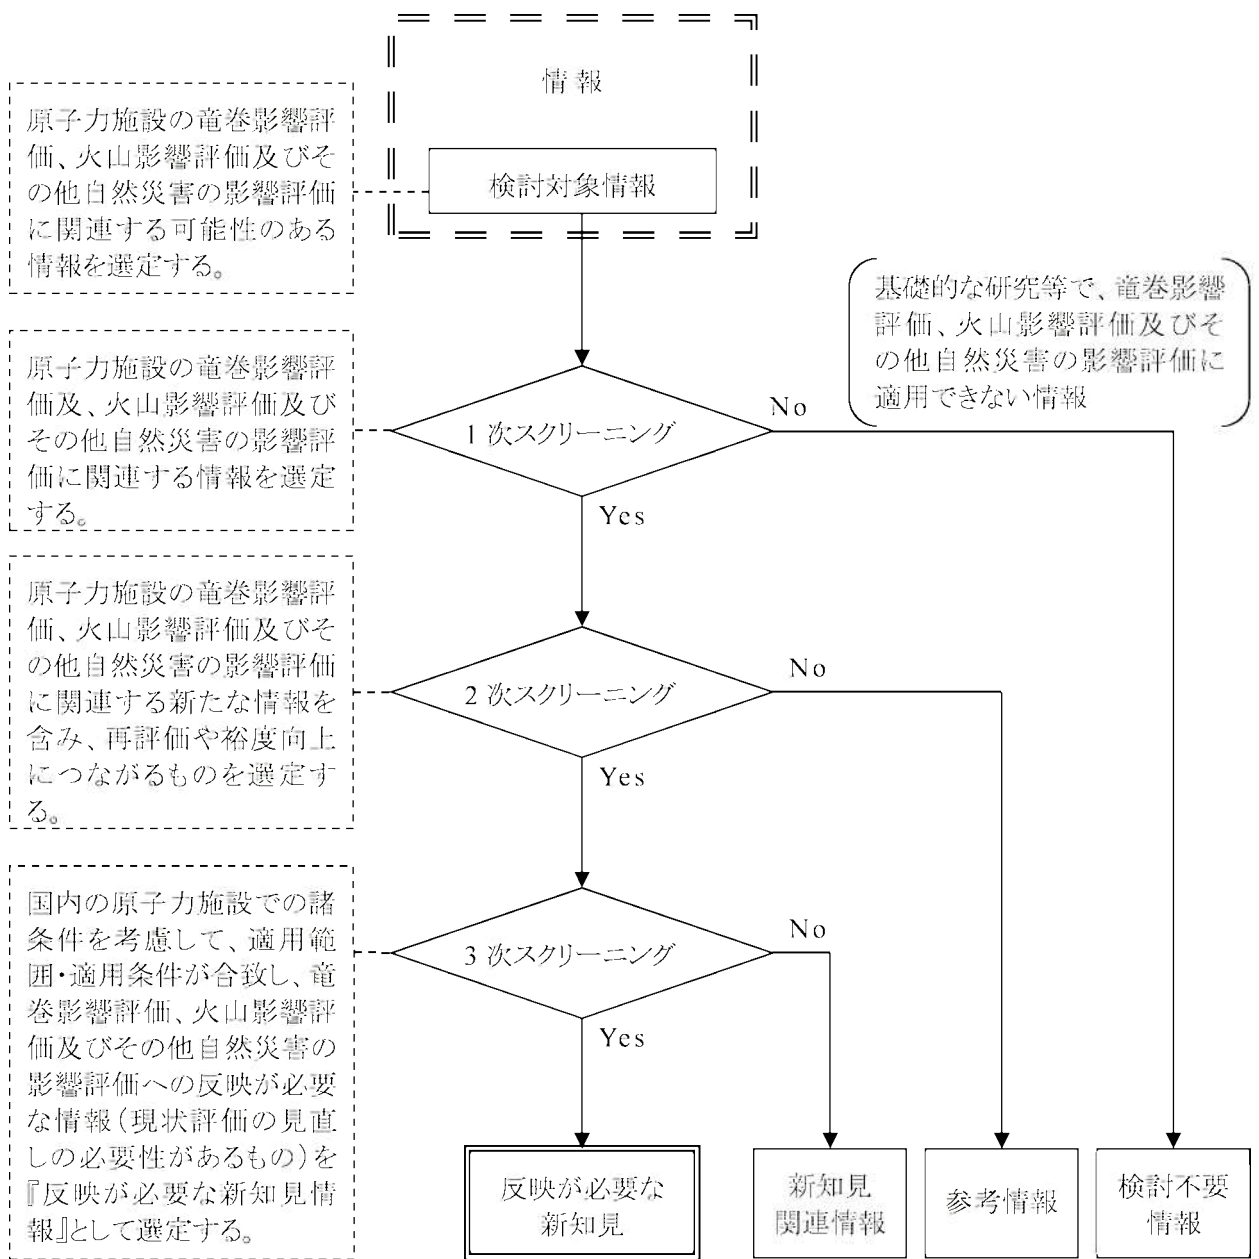 情報
検討対象情報
原子力施設の竜巻影響評
価、火山影響評価及びそ
の他自然災害の影響評価
に関連する可能性のある
情報を選定する。
基礎的な研究等で、竜巻影響
評価、火山影響評価及びそ
の他自然災害の影響評価に
適用できない情報
原子力施設の竜巻影響評
価及、火山影響評価及び
その他自然災害の影響評
価に関連する情報を選定
する。
1 次スクリーニング
No
Yes
原子力施設の竜巻影響評
価、火山影響評価及びそ
の他自然災害の影響評価
に関連する新たな情報を
含み、再評価や裕度向上
につながるものを選定す
る。
2 次スクリーニング
No
Yes
国内の原子力施設での諸
条件を考慮して、適用範
囲・適用条件が合致し、竜
巻影響評価、火山影響評
価及びその他自然災害の
影響評価への反映が必要
な情報(現状評価の見直
しの必要性があるもの)を
『反映が必要な新知見情
報』として選定する。
3 次スクリーニング
No
Yes
反映が必要な
新知見
新知見
関連情報
参考情報
検討不要
情報